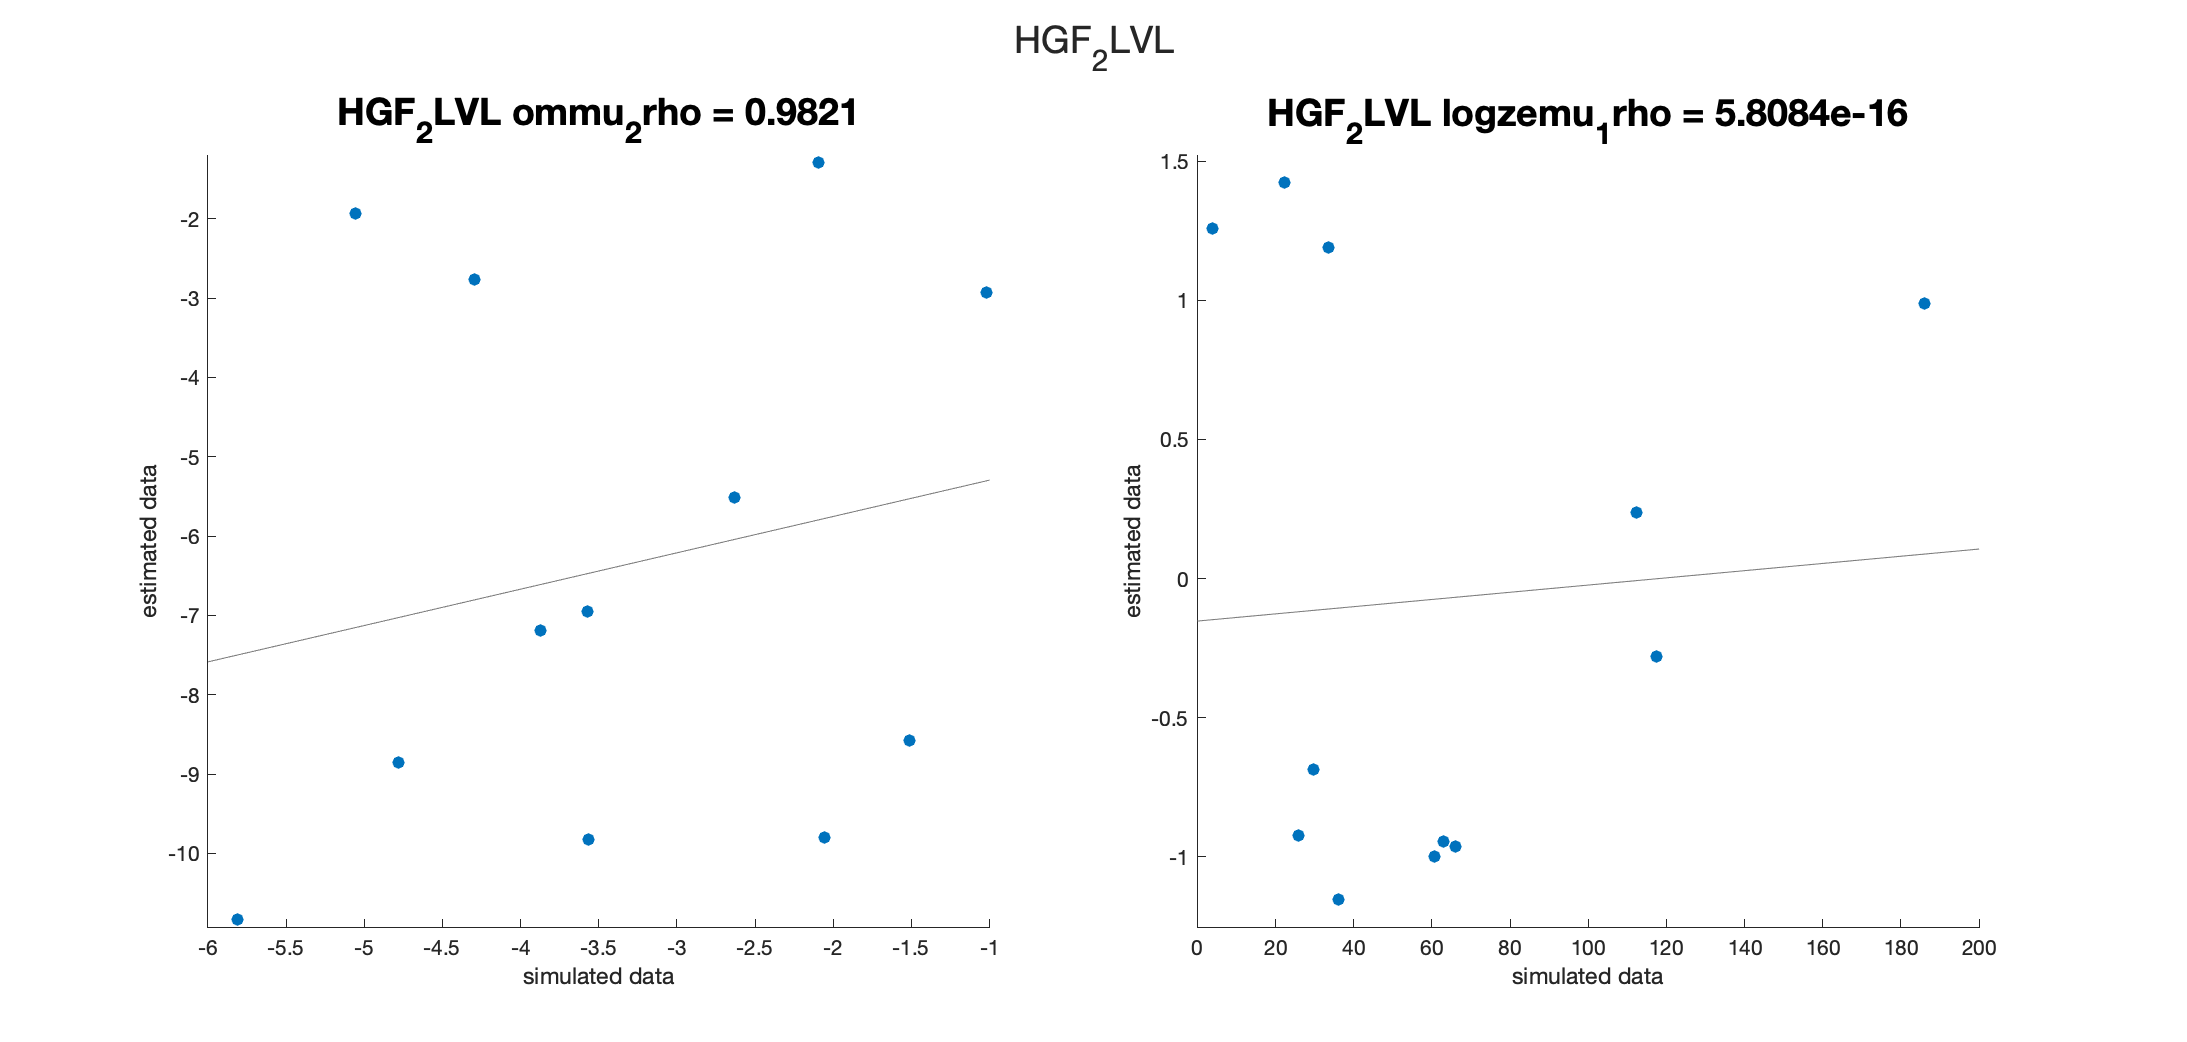 HGF₂LVL
HGF₂LVL ommu₂rho = 0.9821
-2
-3
-4
-5
-6
-7
-8
-9
-10
estimated data
-6 -5.5 -5 -4.5 -4 -3.5 -3 -2.5 -2 -1.5 -1
simulated data
HGF₂LVL logzemu₁rho = 5.8084e-16
1.5
1
0.5
0
-0.5
-1
estimated data
0 20 40 60 80 100 120 140 160 180 200
simulated data